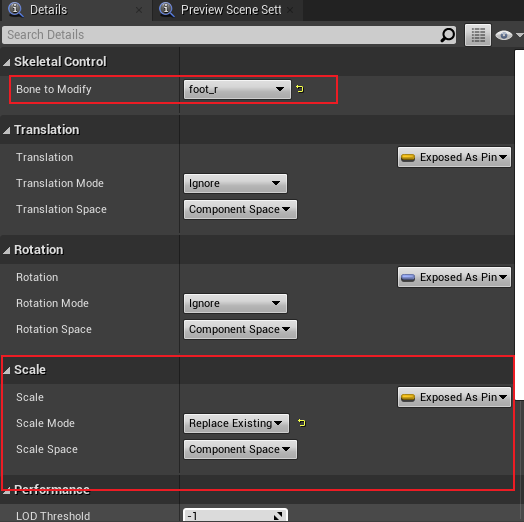 Details
Preview Scene Sett
Search Details
Skeletal Control
Bone to Modify foot_r
Translation
Translation Exposed As Pin
Translation Mode Ignore
Translation Space Component Space
Rotation
Rotation Exposed As Pin
Rotation Mode Ignore
Rotation Space Component Space
Scale
Scale Exposed As Pin
Scale Mode Replace Existing
Scale Space Component Space
Performance
LOD Threshold -1